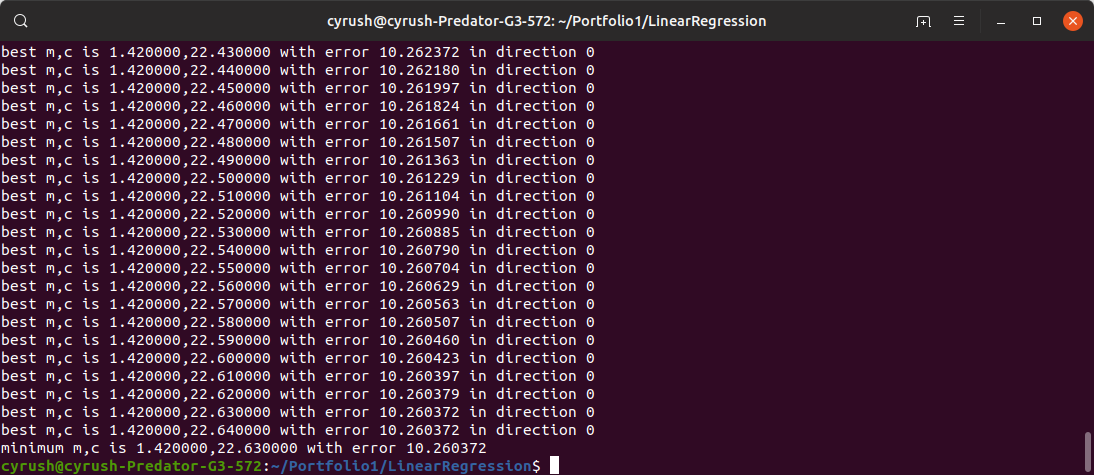 cyrush@cyrush-Predator-G3-572: ~/Portfolio1/LinearRegression
best m,c is 1.420000,22.430000 with error 10.262372 in direction 0
best m,c is 1.420000,22.440000 with error 10.262180 in direction 0
best m,c is 1.420000,22.450000 with error 10.261997 in direction 0
best m,c is 1.420000,22.460000 with error 10.261824 in direction 0
best m,c is 1.420000,22.470000 with error 10.261661 in direction 0
best m,c is 1.420000,22.480000 with error 10.261507 in direction 0
best m,c is 1.420000,22.490000 with error 10.261363 in direction 0
best m,c is 1.420000,22.500000 with error 10.261229 in direction 0
best m,c is 1.420000,22.510000 with error 10.261104 in direction 0
best m,c is 1.420000,22.520000 with error 10.260990 in direction 0
best m,c is 1.420000,22.530000 with error 10.260885 in direction 0
best m,c is 1.420000,22.540000 with error 10.260790 in direction 0
best m,c is 1.420000,22.550000 with error 10.260704 in direction 0
best m,c is 1.420000,22.560000 with error 10.260629 in direction 0
best m,c is 1.420000,22.570000 with error 10.260563 in direction 0
best m,c is 1.420000,22.580000 with error 10.260507 in direction 0
best m,c is 1.420000,22.590000 with error 10.260460 in direction 0
best m,c is 1.420000,22.600000 with error 10.260423 in direction 0
best m,c is 1.420000,22.610000 with error 10.260397 in direction 0
best m,c is 1.420000,22.620000 with error 10.260379 in direction 0
best m,c is 1.420000,22.630000 with error 10.260372 in direction 0
best m,c is 1.420000,22.640000 with error 10.260372 in direction 0
minimum m,c is 1.420000,22.630000 with error 10.260372
cyrush@cyrush-Predator-G3-572:~/Portfolio1/LinearRegression$